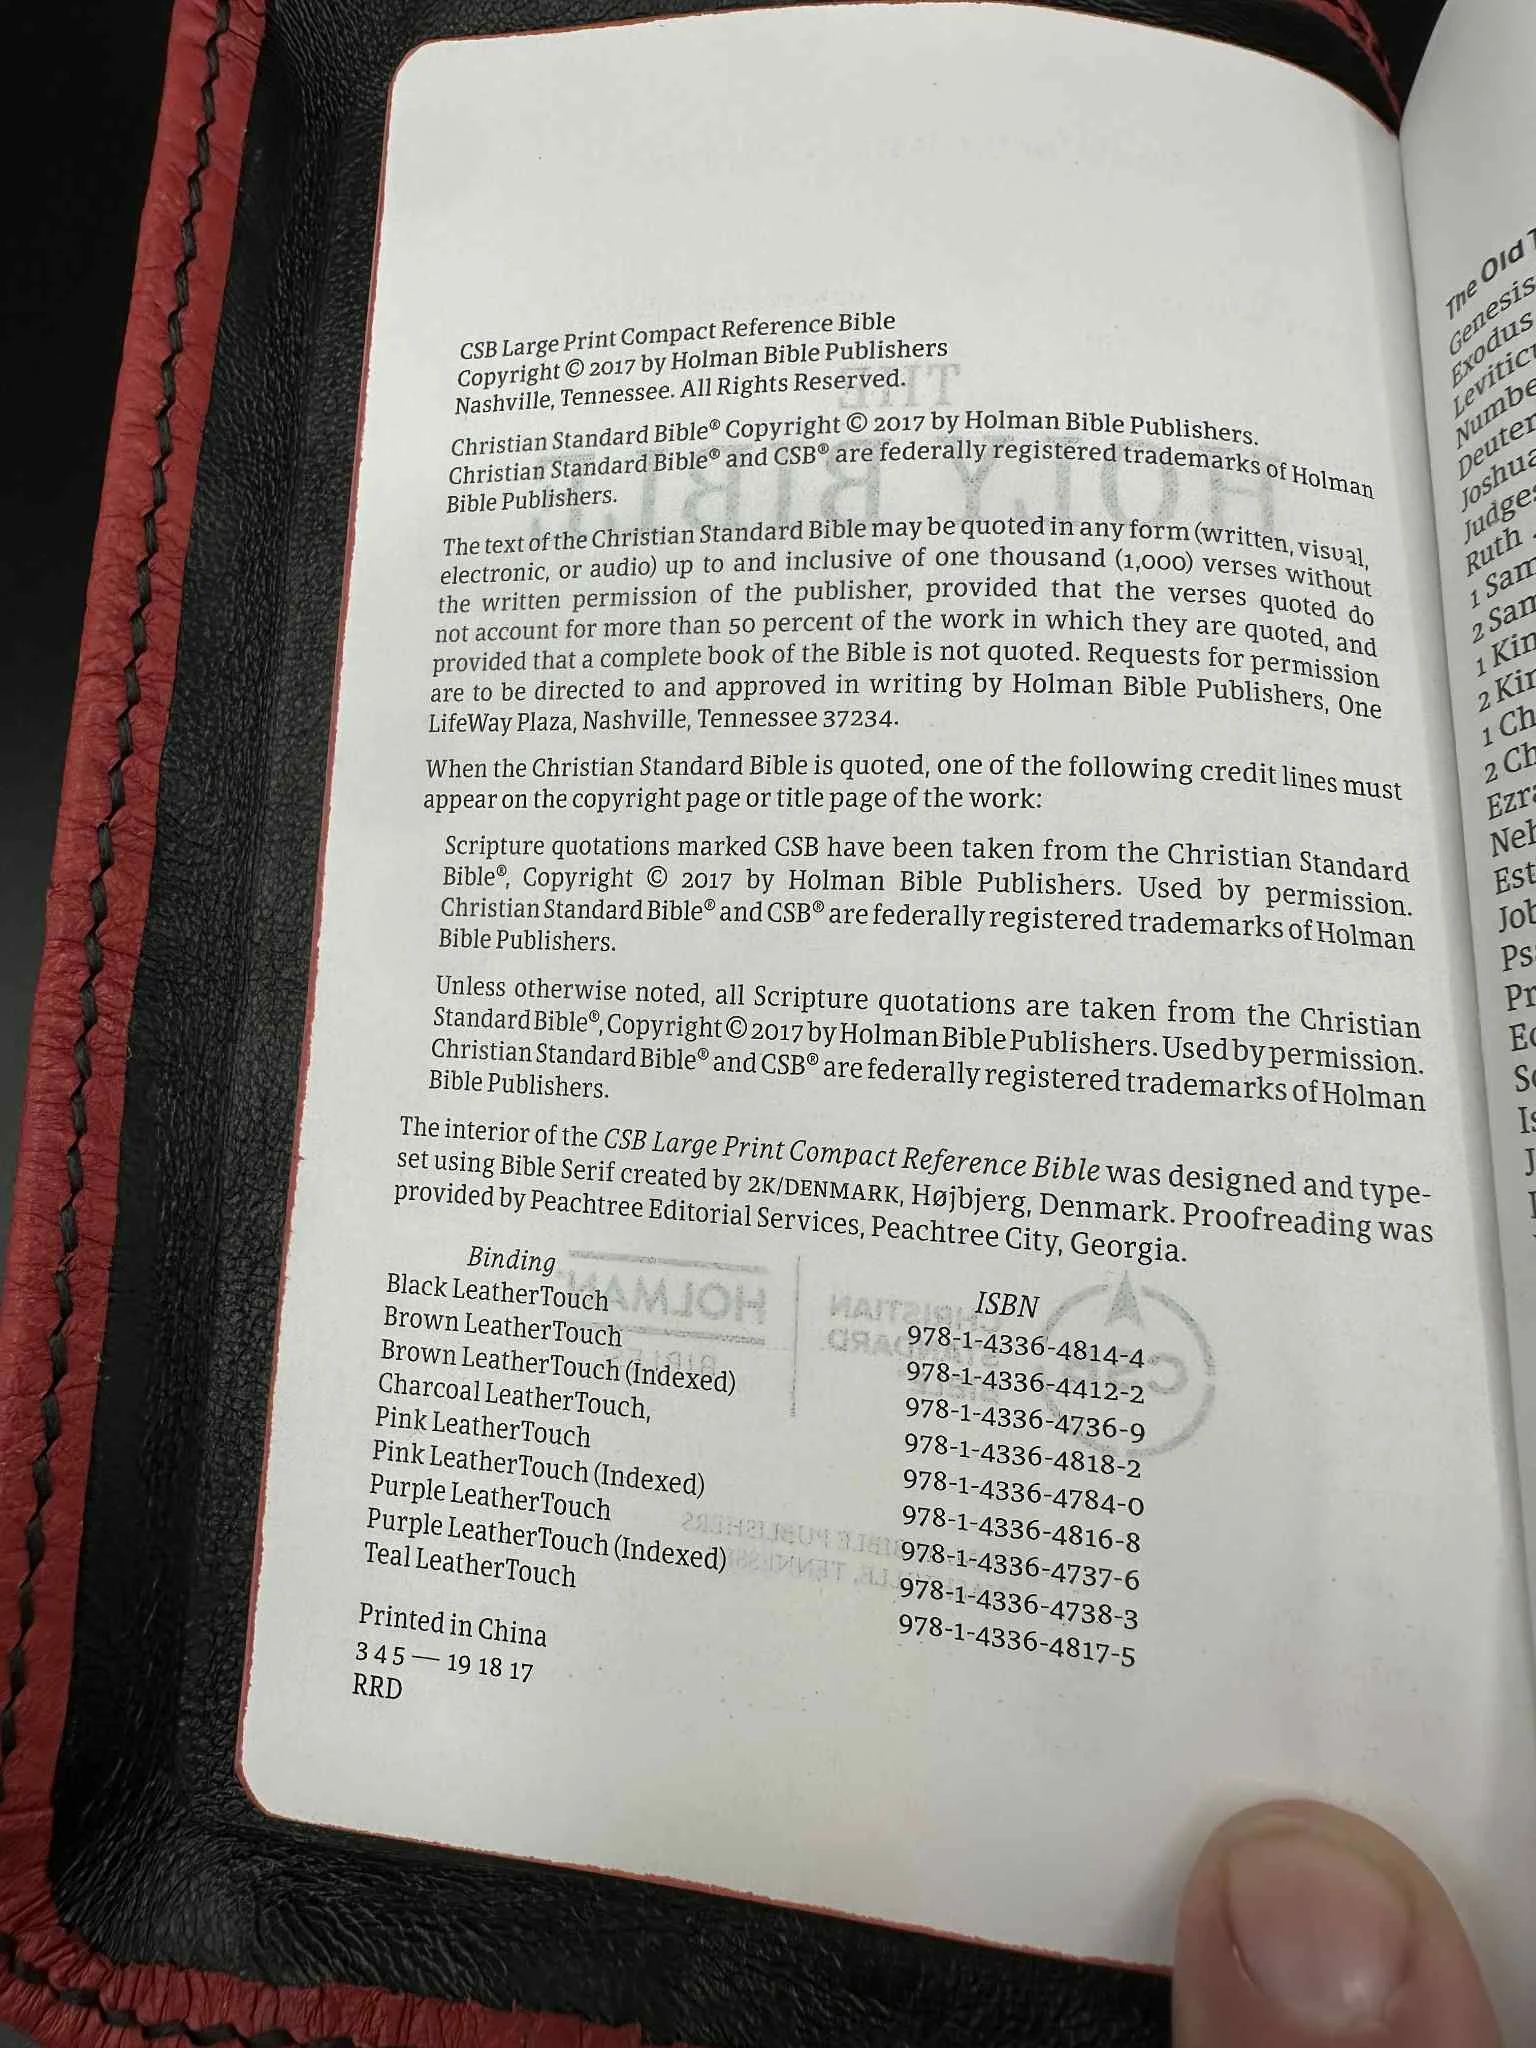 CSB Large Print Compact Reference Bible
Copyright © 2017 by Holman Bible Publishers
Nashville, Tennessee. All Rights Reserved.
Christian Standard Bible® Copyright © 2017 by Holman Bible Publishers.
Christian Standard Bible® and CSB® are federally registered trademarks of Holman
Bible Publishers.
The text of the Christian Standard Bible may be quoted in any form (written, visual,
electronic, or audio) up to and inclusive of one thousand (1,000) verses without
the written permission of the publisher, provided that the verses quoted do
not account for more than 50 percent of the work in which they are quoted, and
provided that a complete book of the Bible is not quoted. Requests for permission
are to be directed to and approved in writing by Holman Bible Publishers, One
LifeWay Plaza, Nashville, Tennessee 37234.
When the Christian Standard Bible is quoted, one of the following credit lines must
appear on the copyright page or title page of the work:
Scripture quotations marked CSB have been taken from the Christian Standard
Bible®, Copyright © 2017 by Holman Bible Publishers. Used by permission.
Christian Standard Bible® and CSB® are federally registered trademarks of Holman
Bible Publishers.
Unless otherwise noted, all Scripture quotations are taken from the Christian
Standard Bible®, Copyright © 2017 by Holman Bible Publishers. Used by permission.
Christian Standard Bible® and CSB® are federally registered trademarks of Holman
Bible Publishers.
The interior of the CSB Large Print Compact Reference Bible was designed and type-
set using Bible Serif created by 2K/DENMARK, Højbjerg, Denmark. Proofreading was
provided by Peachtree Editorial Services, Peachtree City, Georgia.
Binding ISBN
Black LeatherTouch 978-1-4336-4814-4
Brown LeatherTouch 978-1-4336-4412-2
Brown LeatherTouch (Indexed) 978-1-4336-4736-9
Charcoal LeatherTouch, 978-1-4336-4818-2
Pink LeatherTouch 978-1-4336-4784-0
Pink LeatherTouch (Indexed) 978-1-4336-4816-8
Purple LeatherTouch 978-1-4336-4737-6
Purple LeatherTouch (Indexed) 978-1-4336-4738-3
Teal LeatherTouch 978-1-4336-4817-5
Printed in China
3 4 5 — 19 18 17
RRD
The Old
Genesis
Exodus
Joshua
Judges
Ruth